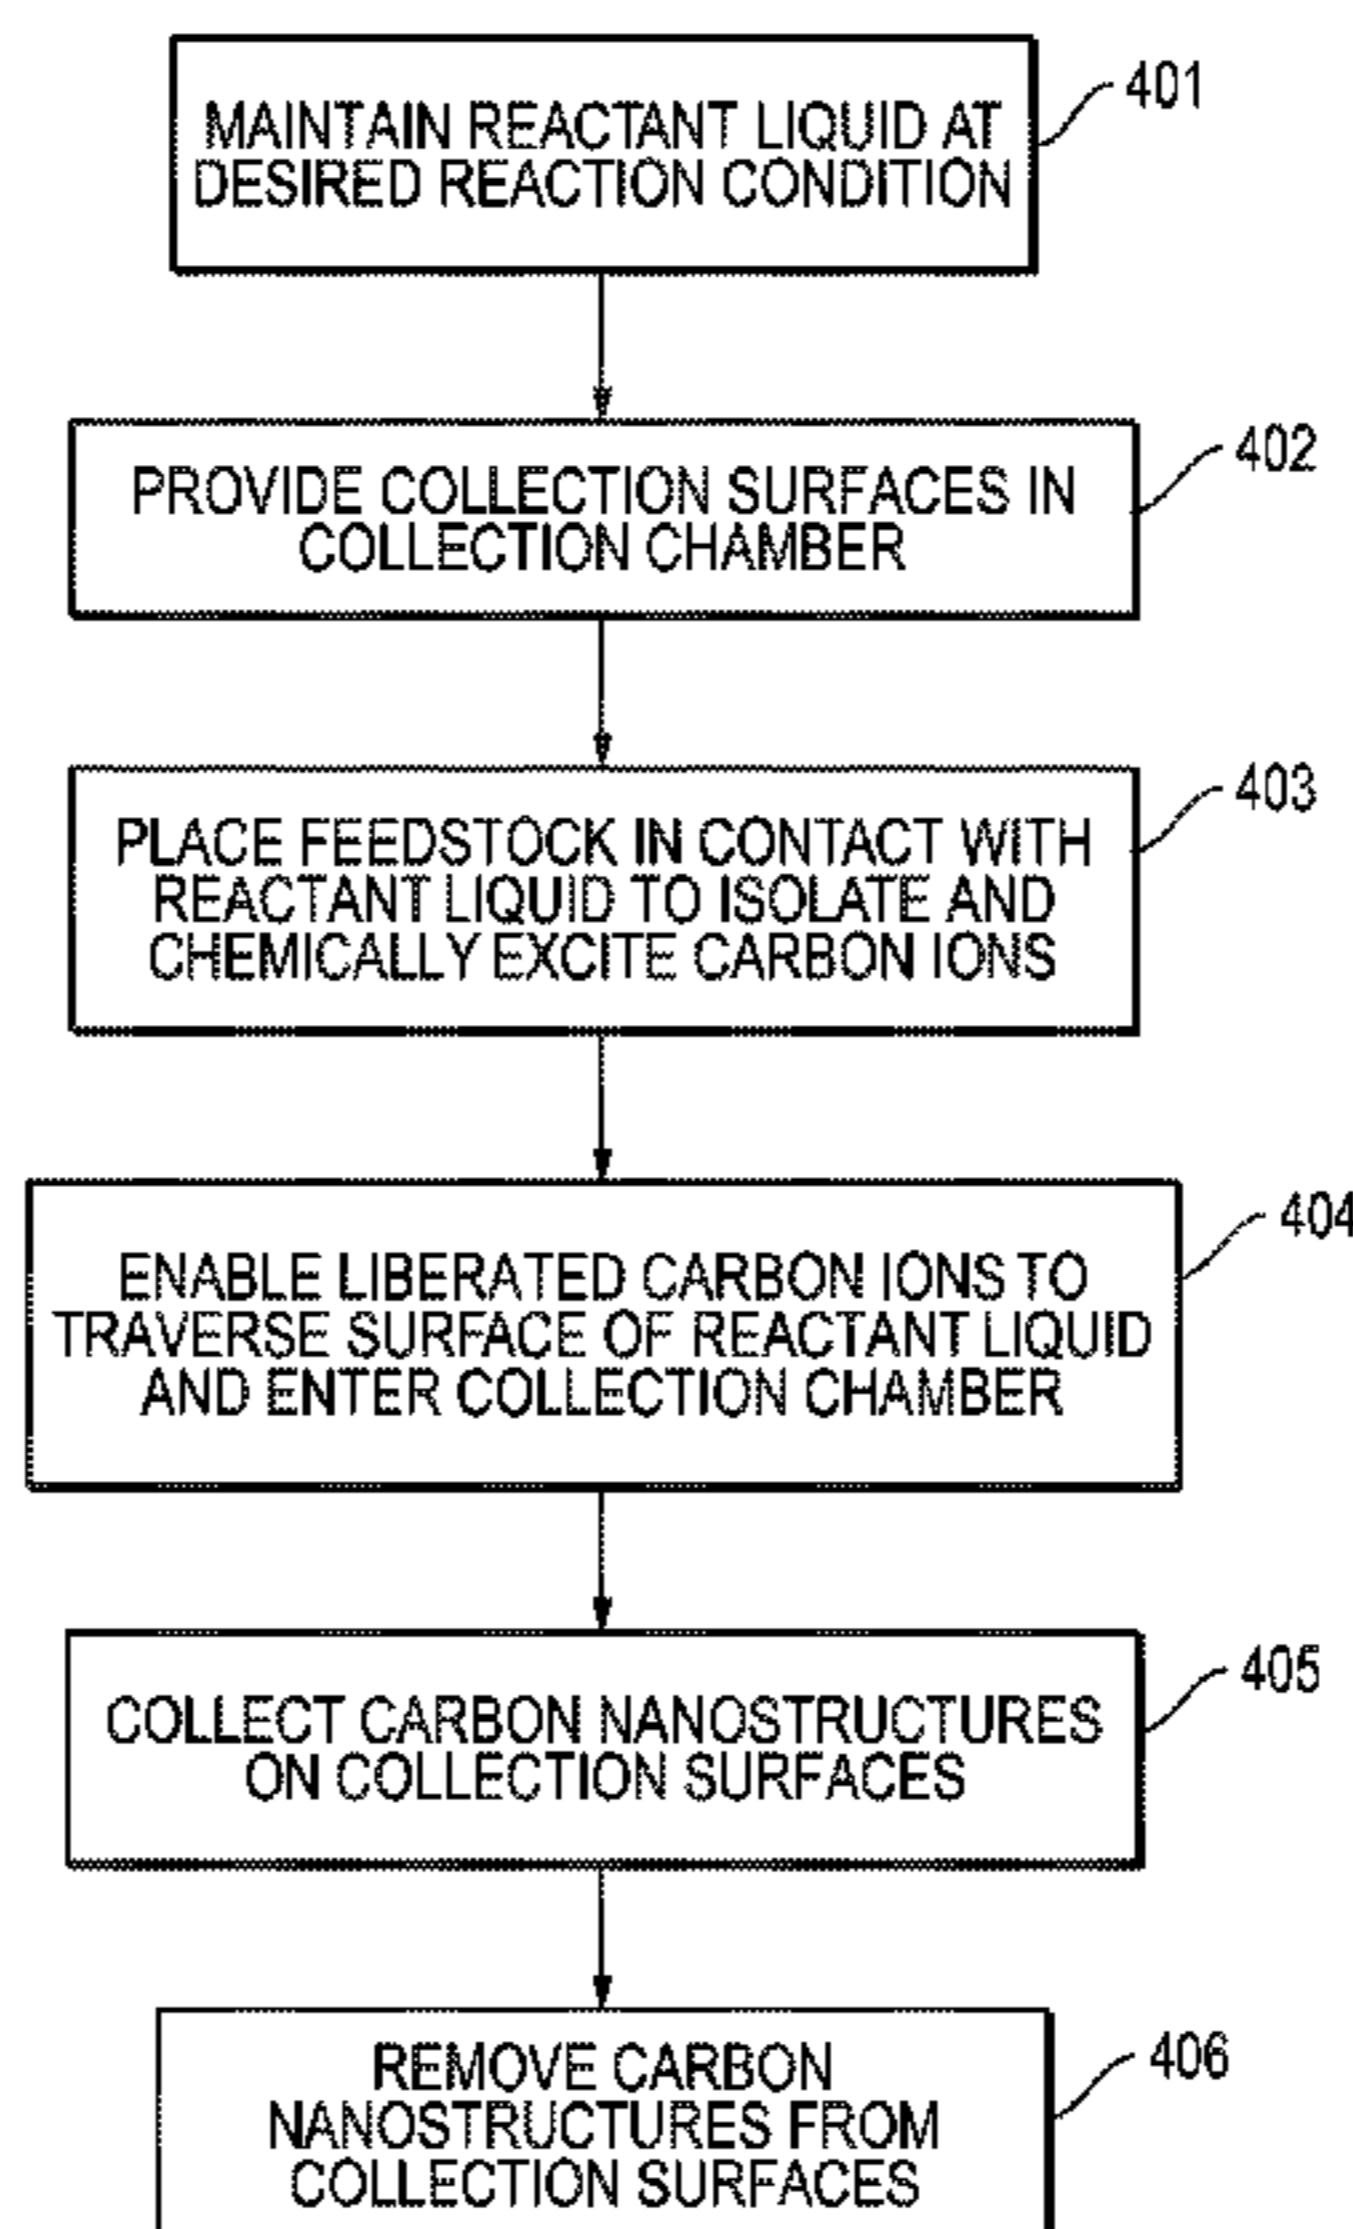 MAINTAIN REACTANT LIQUID AT
DESIRED REACTION CONDITION
401
PROVIDE COLLECTION SURFACES IN
COLLECTION CHAMBER
402
PLACE FEEDSTOCK IN CONTACT WITH
REACTANT LIQUID TO ISOLATE AND
CHEMICALLY EXCITE CARBON IONS
403
ENABLE LIBERATED CARBON IONS TO
TRAVERSE SURFACE OF REACTANT LIQUID
AND ENTER COLLECTION CHAMBER
404
COLLECT CARBON NANOSTRUCTURES
ON COLLECTION SURFACES
405
REMOVE CARBON
NANOSTRUCTURES FROM
COLLECTION SURFACES
406